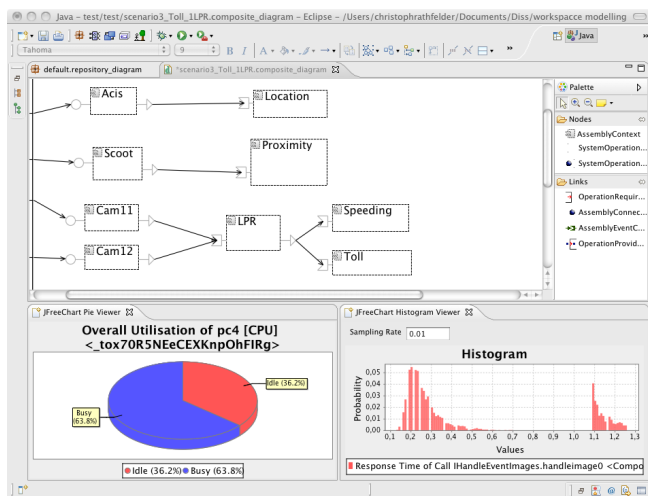 Java – test/test/scenario3_Toll_1LPR.composite_diagram – Eclipse – /Users/christophrathfelder/Documents/Diss/workspacce modelling
Java
Tahoma
9
B I A
default.repository_diagram
*scenario3_Toll_1LPR.composite_diagram
Acis
Location
Scoot
Proximity
Cam11
LPR
Speeding
Cam12
Toll
Palette
Nodes
AssemblyContext
SystemOperation...
SystemOperation...
Links
OperationRequir...
AssemblyConnec...
AssemblyEventC...
OperationProvid...
JFreeChart Pie Viewer
Overall Utilisation of pc4 [CPU]
<_tox70R5NEeCEXKnpOhFIRg>
Idle (36.2%)
Busy
(63.8%)
Idle (36.2%) Busy (63.8%)
JFreeChart Histogram Viewer
Sampling Rate 0.01
Histogram
Probability
0,05
0,04
0,03
0,02
0,01
0,00
0,1 0,2 0,3 0,4 0,5 0,6 0,7 0,8 0,9 1,0 1,1 1,2 1,3
Values
Response Time of Call IHandleEventImages.handleimage0 <Compo